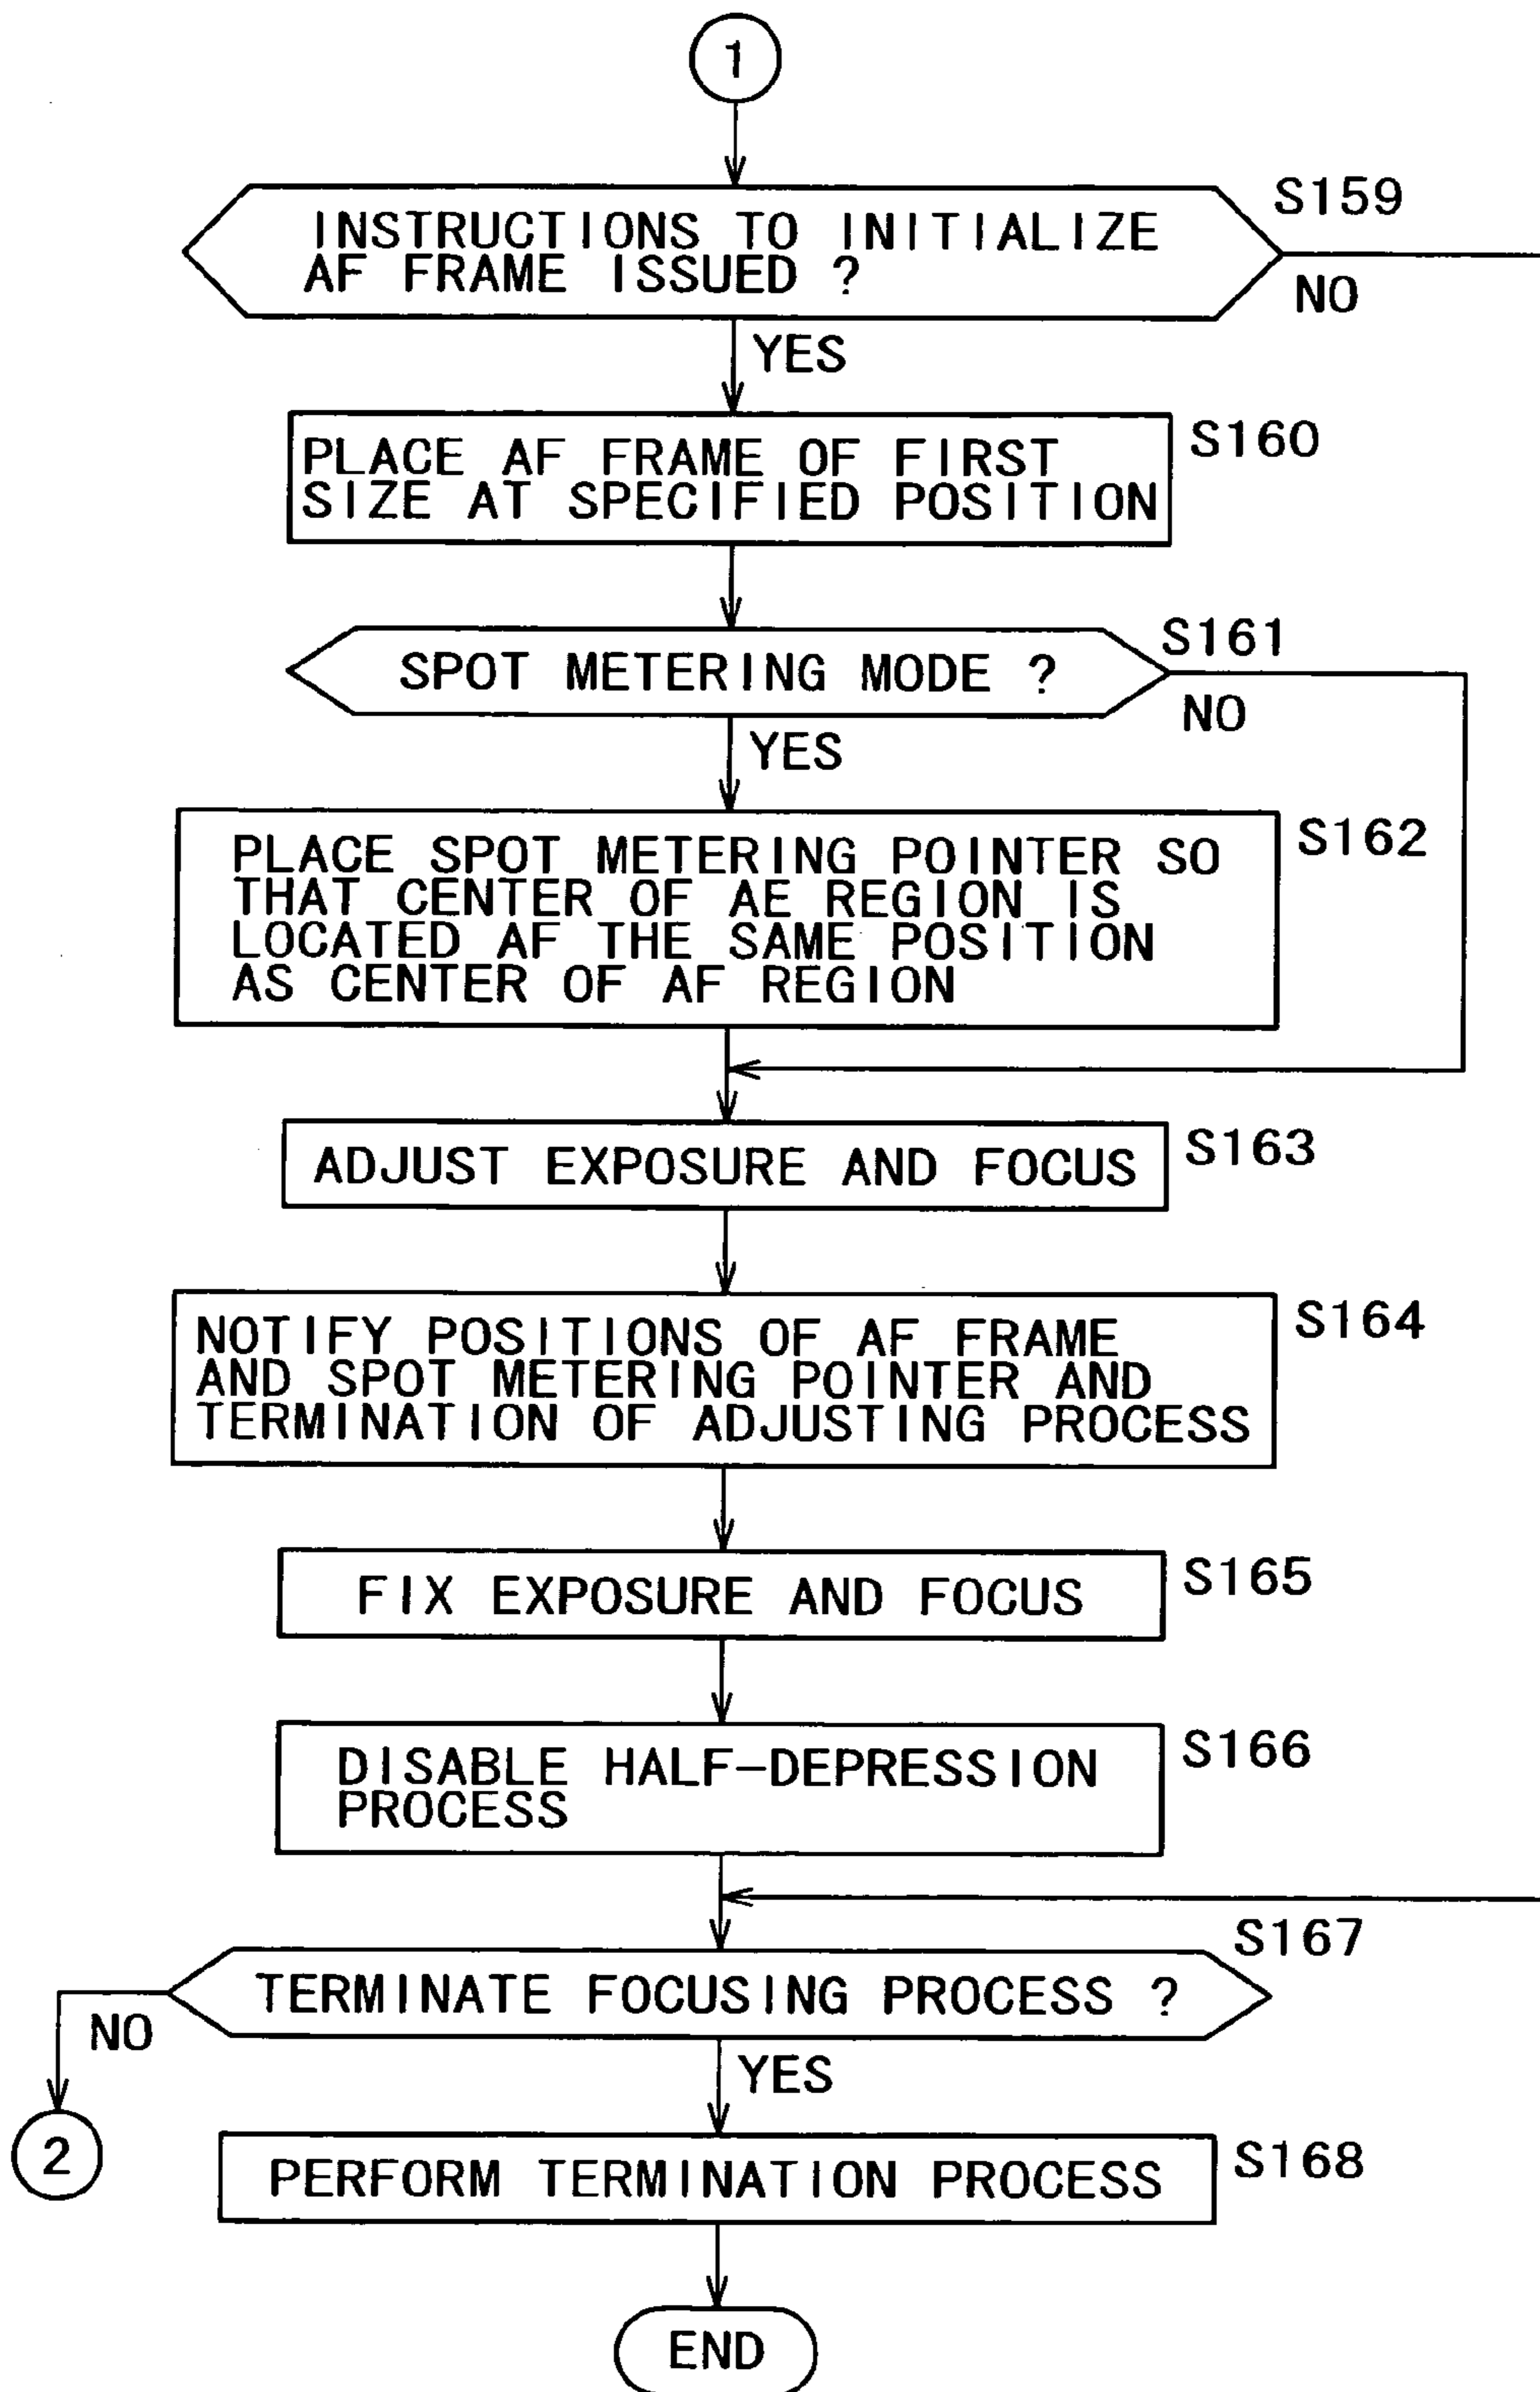 1
S159
INSTRUCTIONS TO INITIALIZE
AF FRAME ISSUED ?
NO
YES
PLACE AF FRAME OF FIRST
SIZE AT SPECIFIED POSITION
S160
S161
SPOT METERING MODE ?
NO
YES
PLACE SPOT METERING POINTER SO
THAT CENTER OF AE REGION IS
LOCATED AF THE SAME POSITION
AS CENTER OF AF REGION
S162
ADJUST EXPOSURE AND FOCUS
S163
NOTIFY POSITIONS OF AF FRAME
AND SPOT METERING POINTER AND
TERMINATION OF ADJUSTING PROCESS
S164
FIX EXPOSURE AND FOCUS
S165
DISABLE HALF-DEPRESSION
PROCESS
S166
S167
TERMINATE FOCUSING PROCESS ?
NO
YES
2
PERFORM TERMINATION PROCESS
S168
END